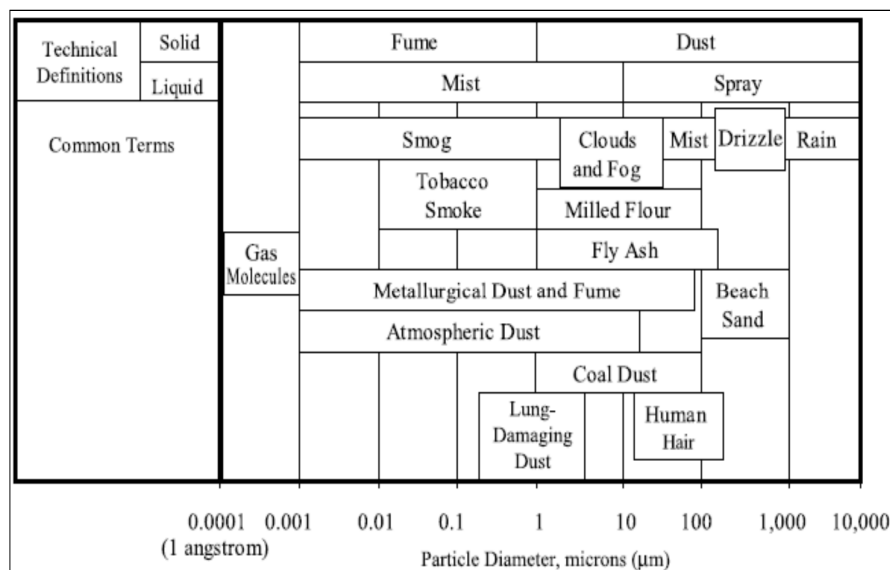 Technical
Definitions
Solid
Liquid
Fume
Dust
Mist
Spray
Common Terms
Smog
Clouds
and Fog
Mist
Drizzle
Rain
Tobacco
Smoke
Milled Flour
Gas
Molecules
Fly Ash
Metallurgical Dust and Fume
Beach
Sand
Atmospheric Dust
Coal Dust
Lung-
Damaging
Dust
Human
Hair
0.0001 0.001 0.01 0.1 1 10 100 1,000 10,000
(1 angstrom)
Particle Diameter, microns (μm)